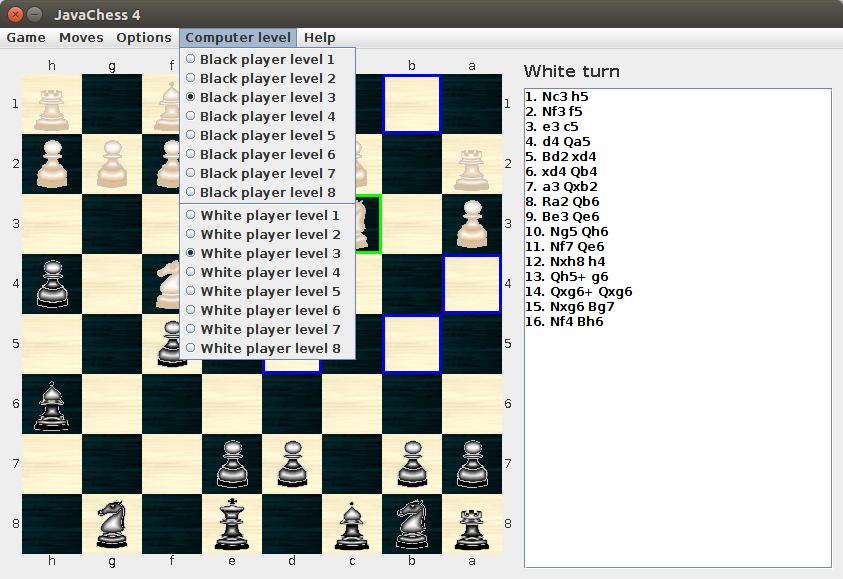 JavaChess 4
Game Moves Options Computer level Help
Black player level 1
Black player level 2
Black player level 3
Black player level 4
Black player level 5
Black player level 6
Black player level 7
Black player level 8
White player level 1
White player level 2
White player level 3
White player level 4
White player level 5
White player level 6
White player level 7
White player level 8
h g f b a
1 1
2 2
3 3
4 4
5 5
6 6
7 7
8 8
h g f e d c b a
White turn
1. Nc3 h5
2. Nf3 f5
3. e3 c5
4. d4 Qa5
5. Bd2 xd4
6. xd4 Qb4
7. a3 Qxb2
8. Ra2 Qb6
9. Be3 Qe6
10. Ng5 Qh6
11. Nf7 Qe6
12. Nxh8 h4
13. Qh5+ g6
14. Qxg6+ Qxg6
15. Nxg6 Bg7
16. Nf4 Bh6